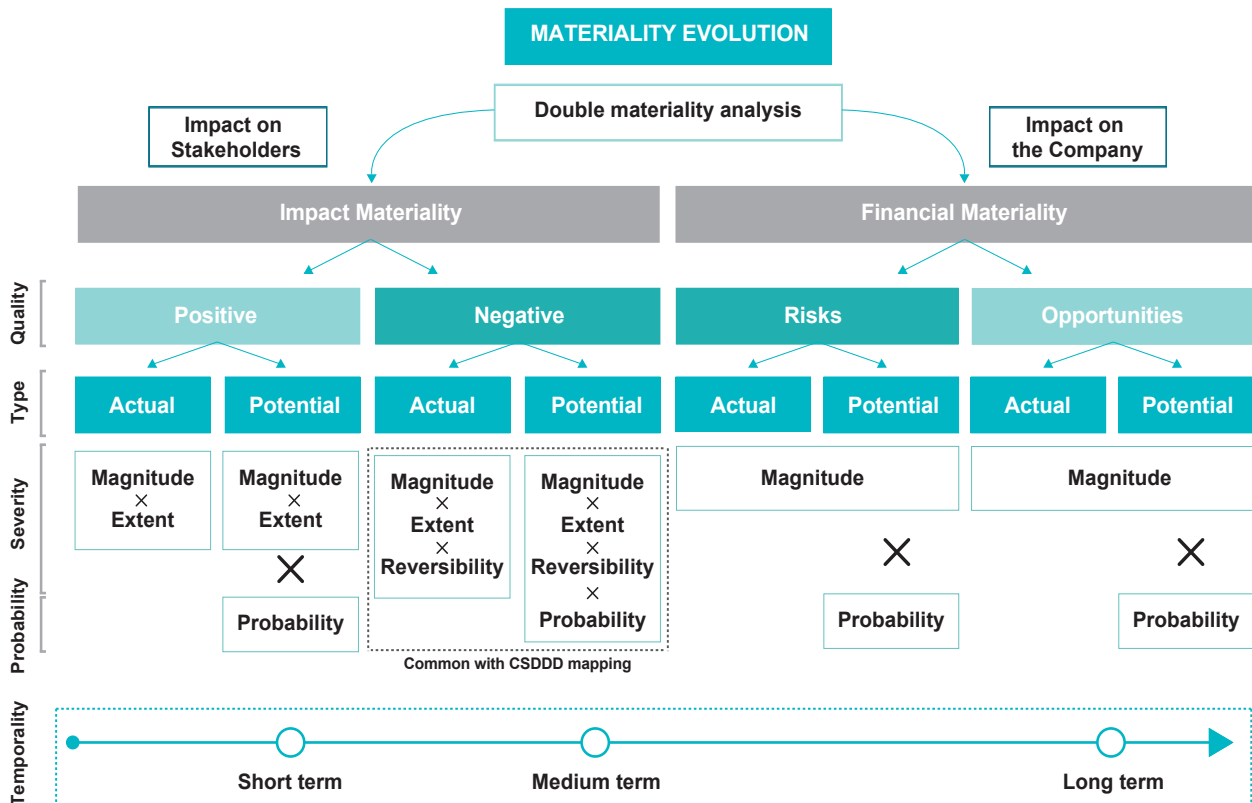 MATERIALITY EVOLUTION
Double materiality analysis
Impact on
Stakeholders
Impact on
the Company
Impact Materiality
Financial Materiality
Quality
Positive
Negative
Risks
Opportunities
Type
Actual
Potential
Actual
Potential
Actual
Potential
Actual
Potential
Severity
Magnitude
×
Extent
Magnitude
×
Extent
×
Probability
Magnitude
×
Extent
×
Reversibility
Magnitude
×
Extent
×
Reversibility
×
Probability
Magnitude
×
Probability
Magnitude
×
Probability
Probability
Common with CSDDD mapping
Temporality
Short term
Medium term
Long term